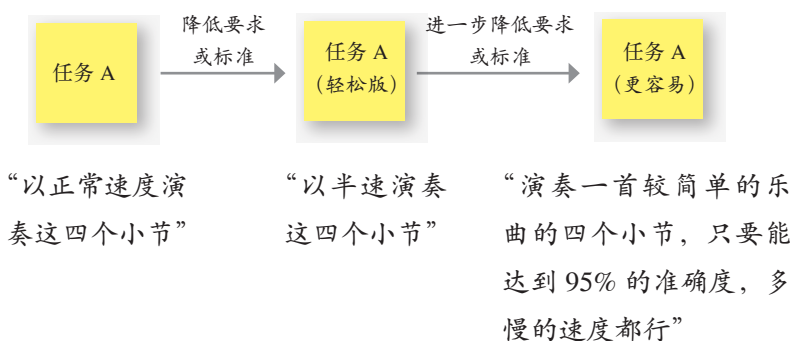 任务 A
降低要求
或标准
任务 A
（轻松版）
进一步降低要求
或标准
任务 A
（更容易）
“以正常速度演
奏这四个小节”
“以半速演奏
这四个小节”
“演奏一首较简单的乐
曲的四个小节，只要能
达到 95% 的准确度，多
慢的速度都行”